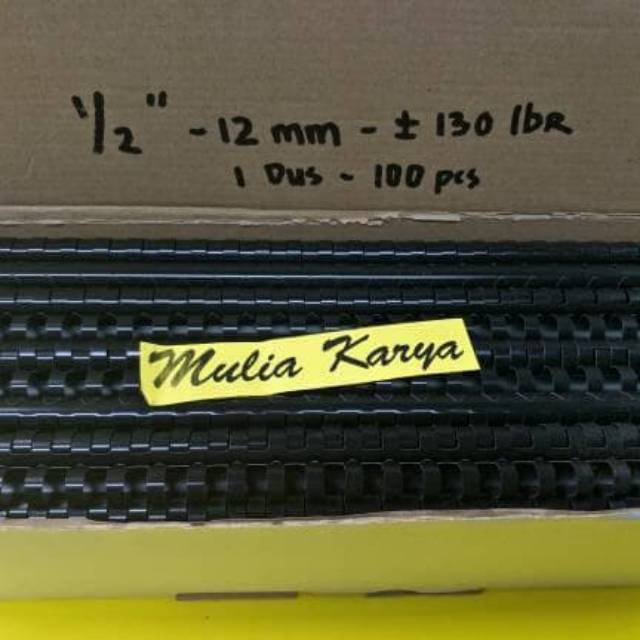 1/2" - 12 mm - ± 130 lbR
1 Dus - 100 pcs
Mulia Karya